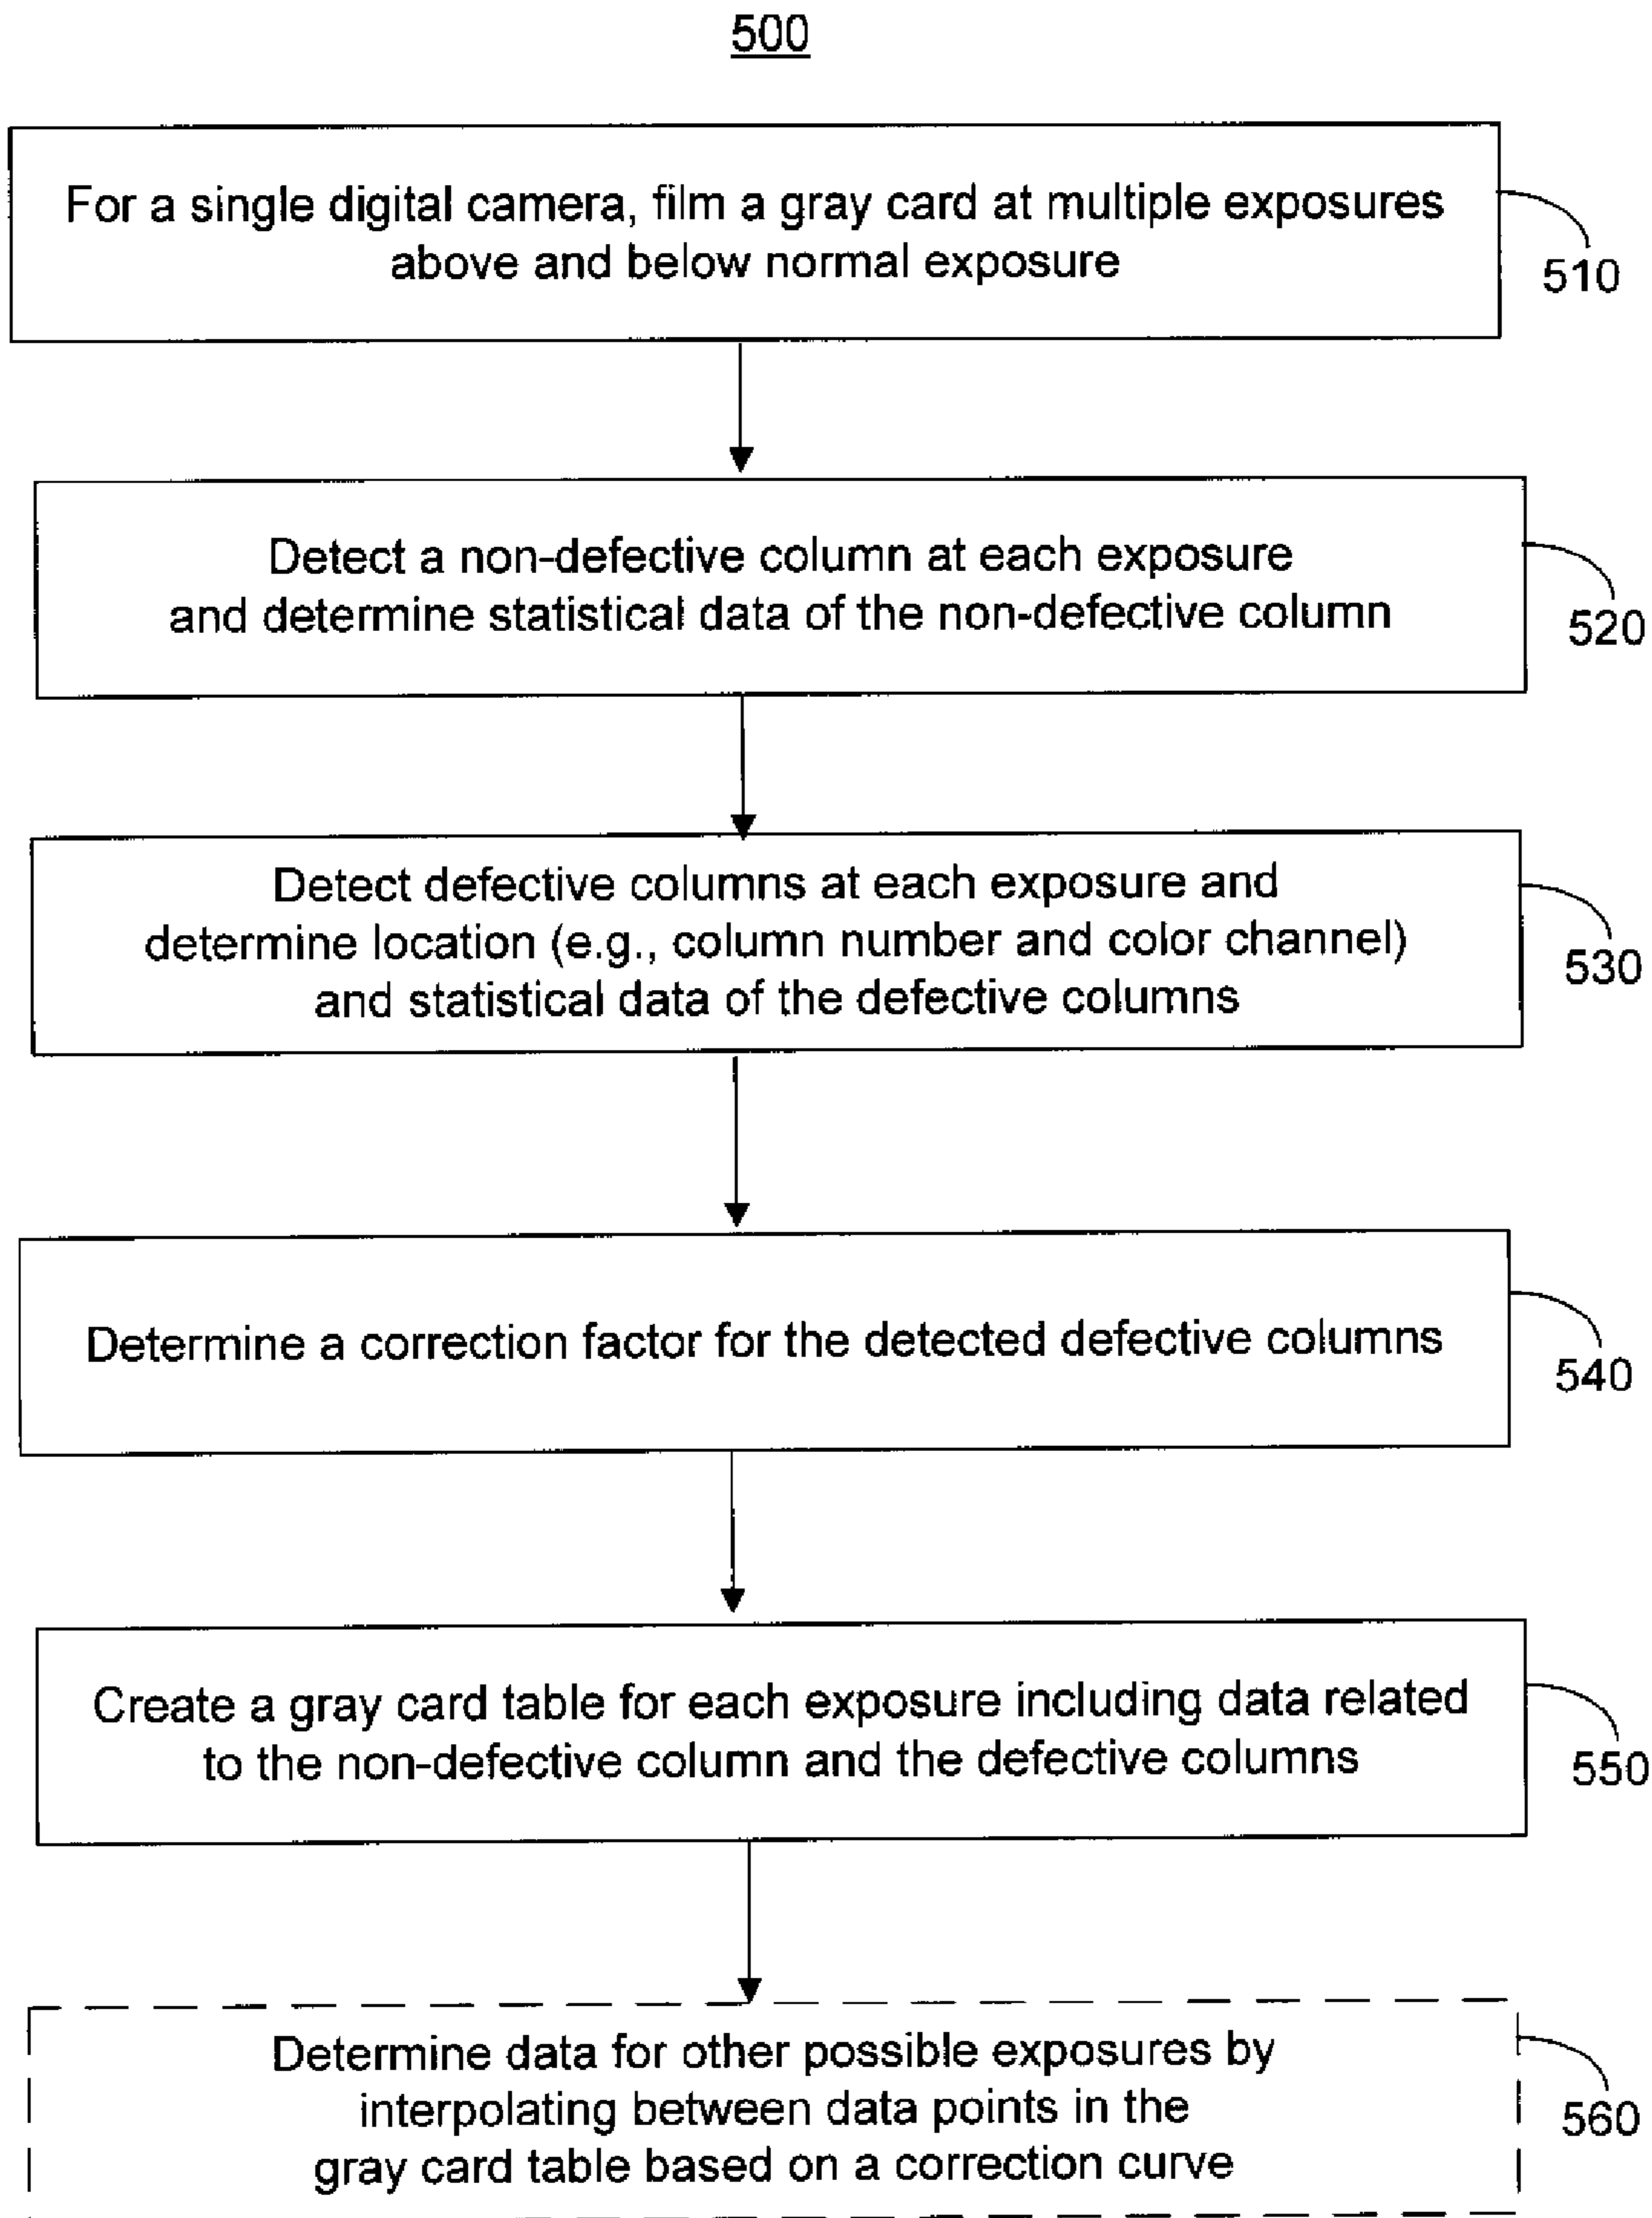 500
For a single digital camera, film a gray card at multiple exposures
above and below normal exposure
510
Detect a non-defective column at each exposure
and determine statistical data of the non-defective column
520
Detect defective columns at each exposure and
determine location (e.g., column number and color channel)
and statistical data of the defective columns
530
Determine a correction factor for the detected defective columns
540
Create a gray card table for each exposure including data related
to the non-defective column and the defective columns
550
Determine data for other possible exposures by
interpolating between data points in the
gray card table based on a correction curve
560